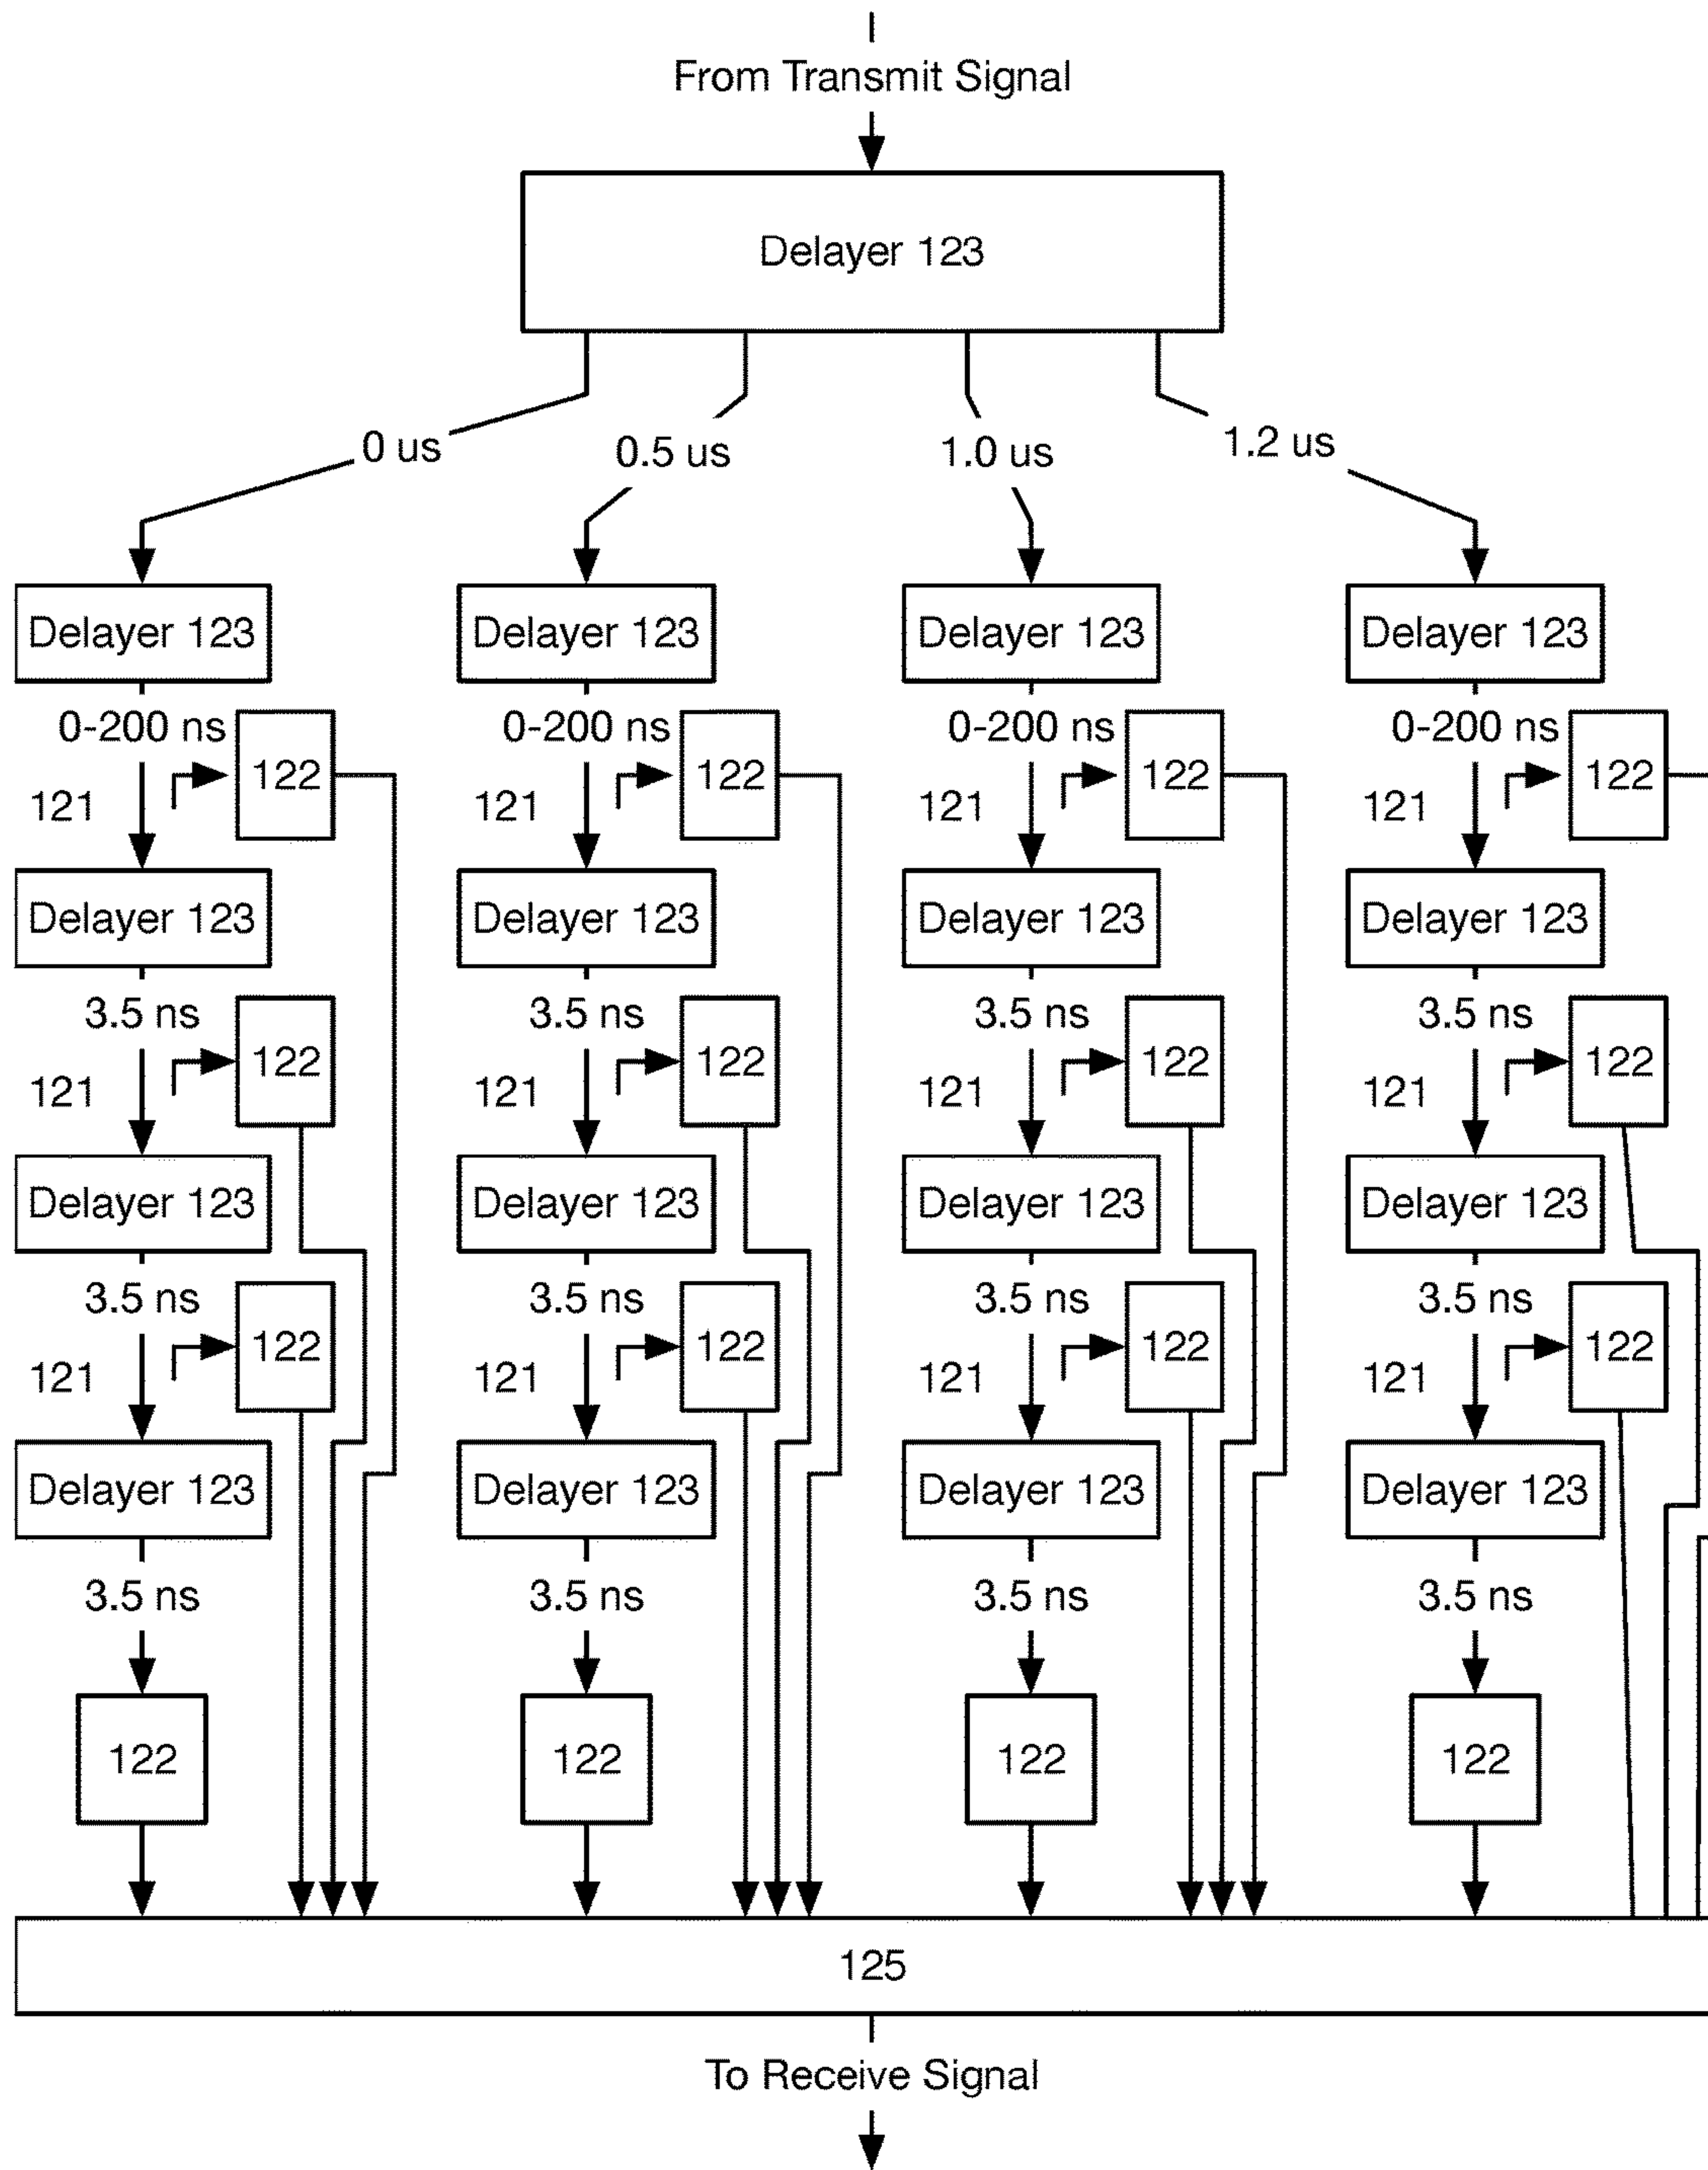 From Transmit Signal
Delayer 123
0 us 0.5 us 1.0 us 1.2 us
Delayer 123 Delayer 123 Delayer 123 Delayer 123
0-200 ns 0-200 ns 0-200 ns 0-200 ns
122 122 122 122
121 121 121 121
Delayer 123 Delayer 123 Delayer 123 Delayer 123
3.5 ns 3.5 ns 3.5 ns 3.5 ns
122 122 122 122
121 121 121 121
Delayer 123 Delayer 123 Delayer 123 Delayer 123
3.5 ns 3.5 ns 3.5 ns 3.5 ns
122 122 122 122
121 121 121 121
Delayer 123 Delayer 123 Delayer 123 Delayer 123
3.5 ns 3.5 ns 3.5 ns 3.5 ns
122 122 122 122
125
To Receive Signal